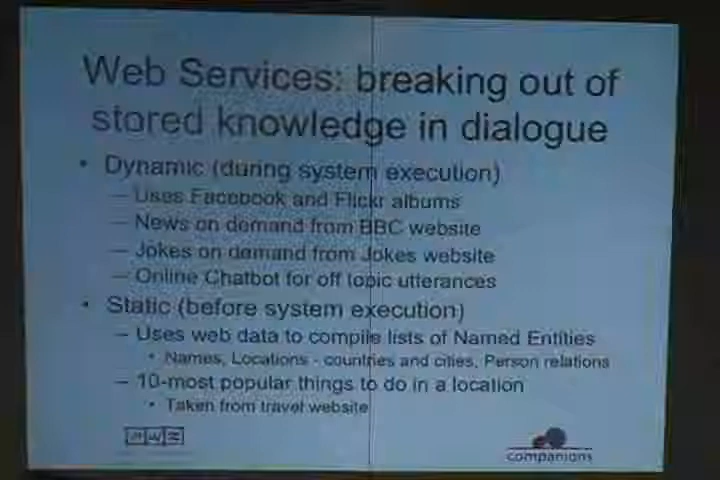 Web Services: breaking out of
stored knowledge in dialogue
• Dynamic (during system execution)
– Uses Facebook and Flickr albums
– News on demand from BBC website
– Jokes on demand from Jokes website
– Online Chatbot for off topic utterances
• Static (before system execution)
– Uses web data to compile lists of Named Entities
• Names, Locations - countries and cities, Person relations
– 10-most popular things to do in a location
• Taken from travel website
companions